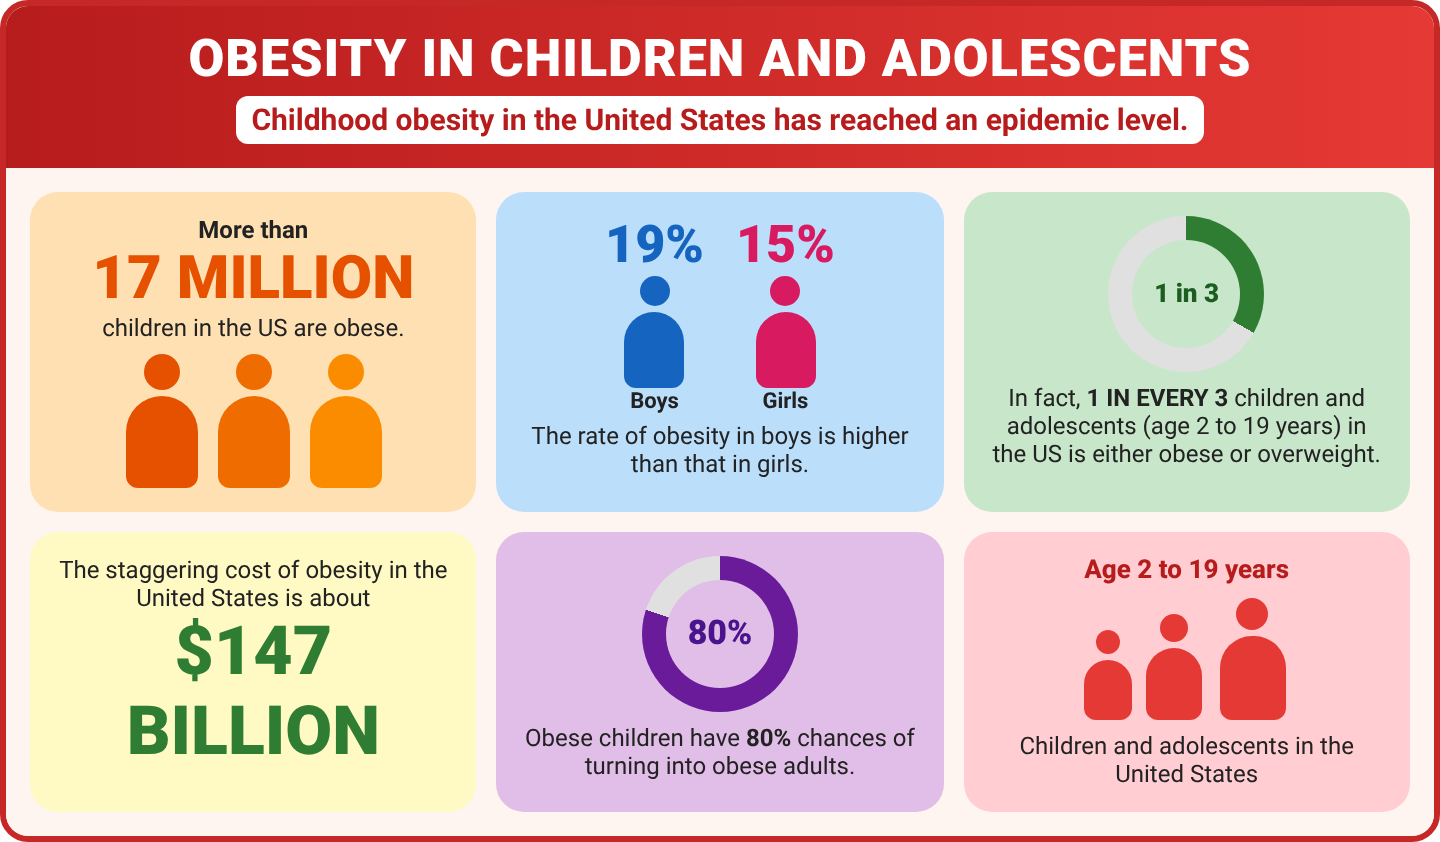 OBESITY IN CHILDREN AND ADOLESCENTS
Childhood obesity in the United States has reached an epidemic level.
More than
17 MILLION
children in the US are obese.
19%
15%
Boys
Girls
The rate of obesity in boys is higher
than that in girls.
1 in 3
In fact, 1 IN EVERY 3 children and
adolescents (age 2 to 19 years) in
the US is either obese or overweight.
The staggering cost of obesity in the
United States is about
$147
BILLION
80%
Obese children have 80% chances of
turning into obese adults.
Age 2 to 19 years
Children and adolescents in the
United States